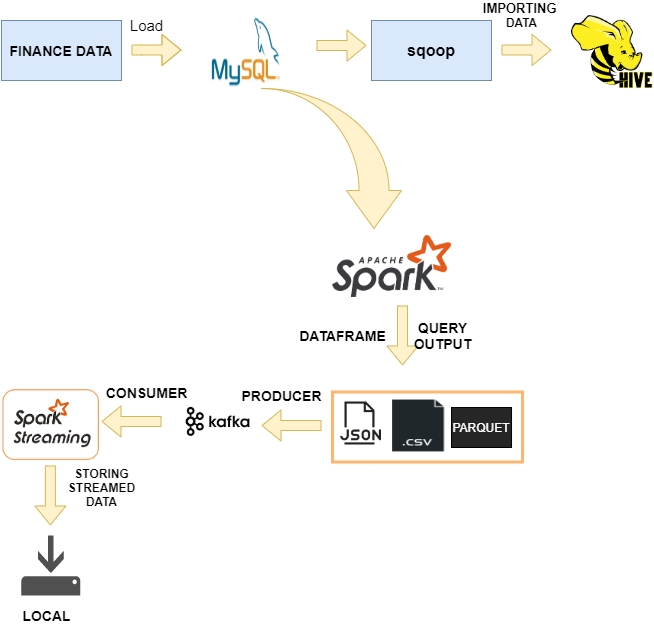 FINANCE DATA
Load
MySQL
sqoop
IMPORTING
DATA
HIVE
APACHE
Spark
DATAFRAME
QUERY
OUTPUT
JSON
.CSV
PARQUET
PRODUCER
kafka
CONSUMER
Spark
Streaming
STORING
STREAMED
DATA
LOCAL